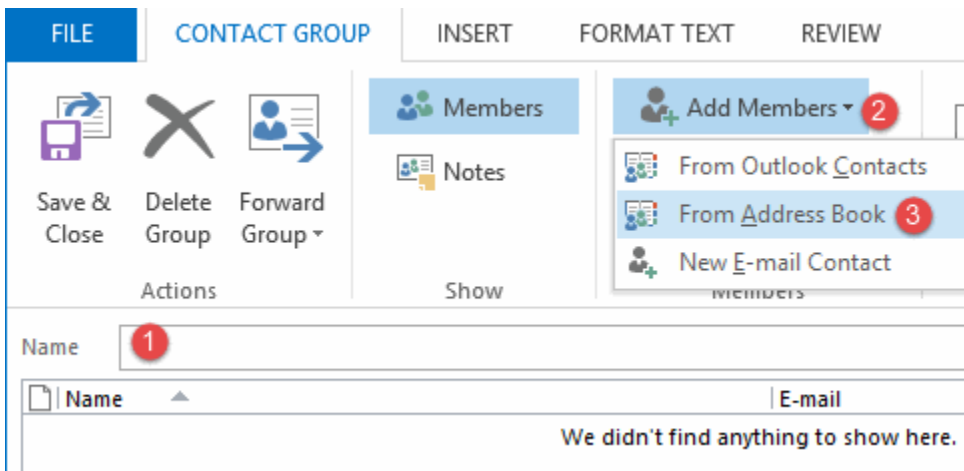 FILE CONTACT GROUP INSERT FORMAT TEXT REVIEW
Members
Add Members 2
From Outlook Contacts
Notes
From Address Book 3
Save &
Close
Delete
Group
Forward
Group
New E-mail Contact
Actions Show Members
Name 1
Name E-mail
We didn't find anything to show here.